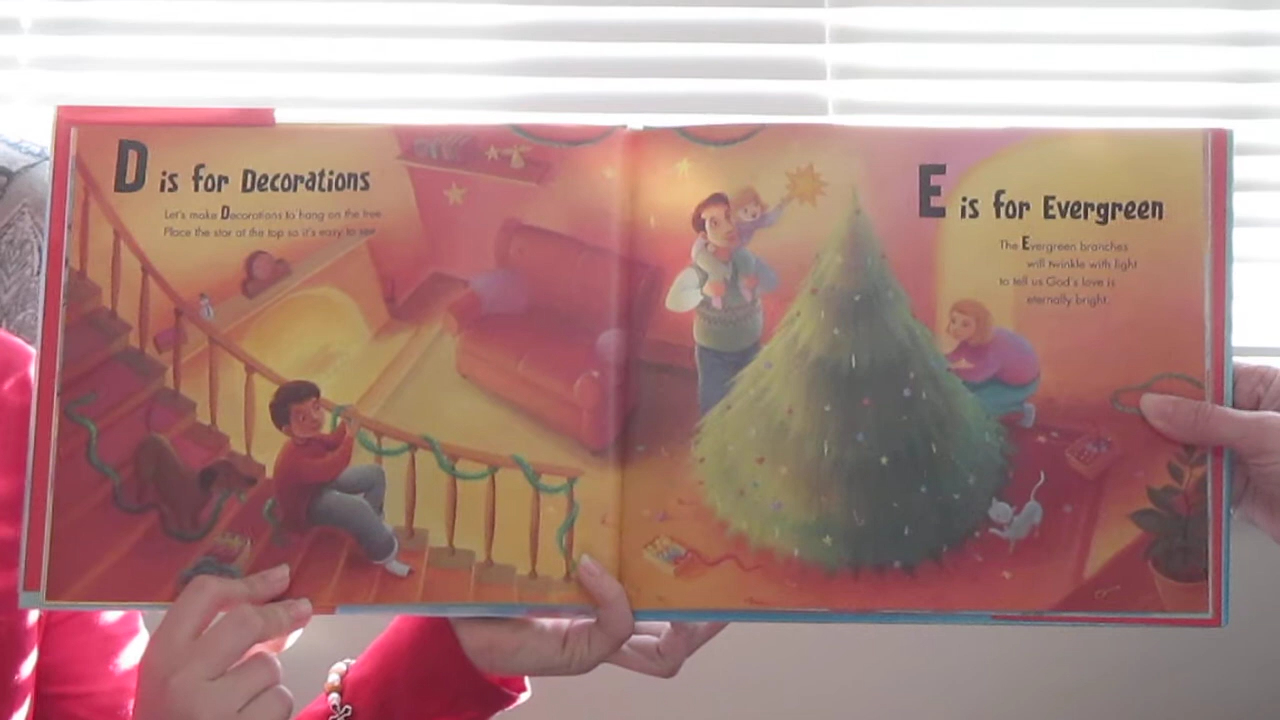 D is for Decorations
Let's make Decorations to hang on the tree.
Place the star at the top so it's easy to see.
E is for Evergreen
The Evergreen branches
will twinkle with light
to tell us God's love is
eternally bright.